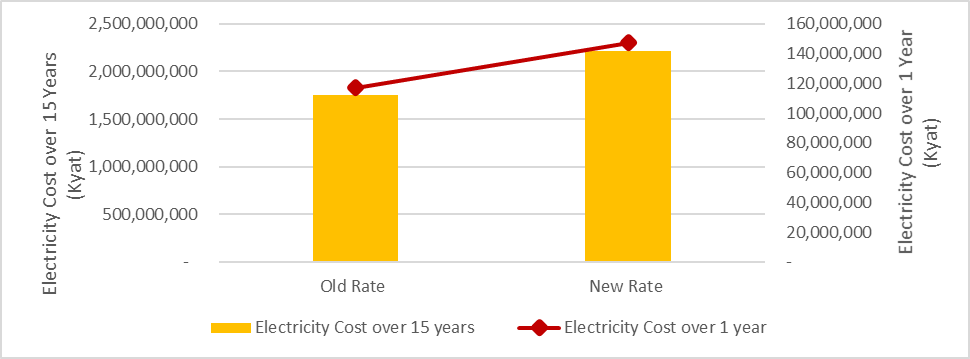 2,500,000,000
2,000,000,000
1,500,000,000
1,000,000,000
500,000,000
-
Electricity Cost over 15 Years
(Kyat)
160,000,000
140,000,000
120,000,000
100,000,000
80,000,000
60,000,000
40,000,000
20,000,000
-
Electricity Cost over 1 Year
(Kyat)
Old Rate
New Rate
Electricity Cost over 15 years
Electricity Cost over 1 year